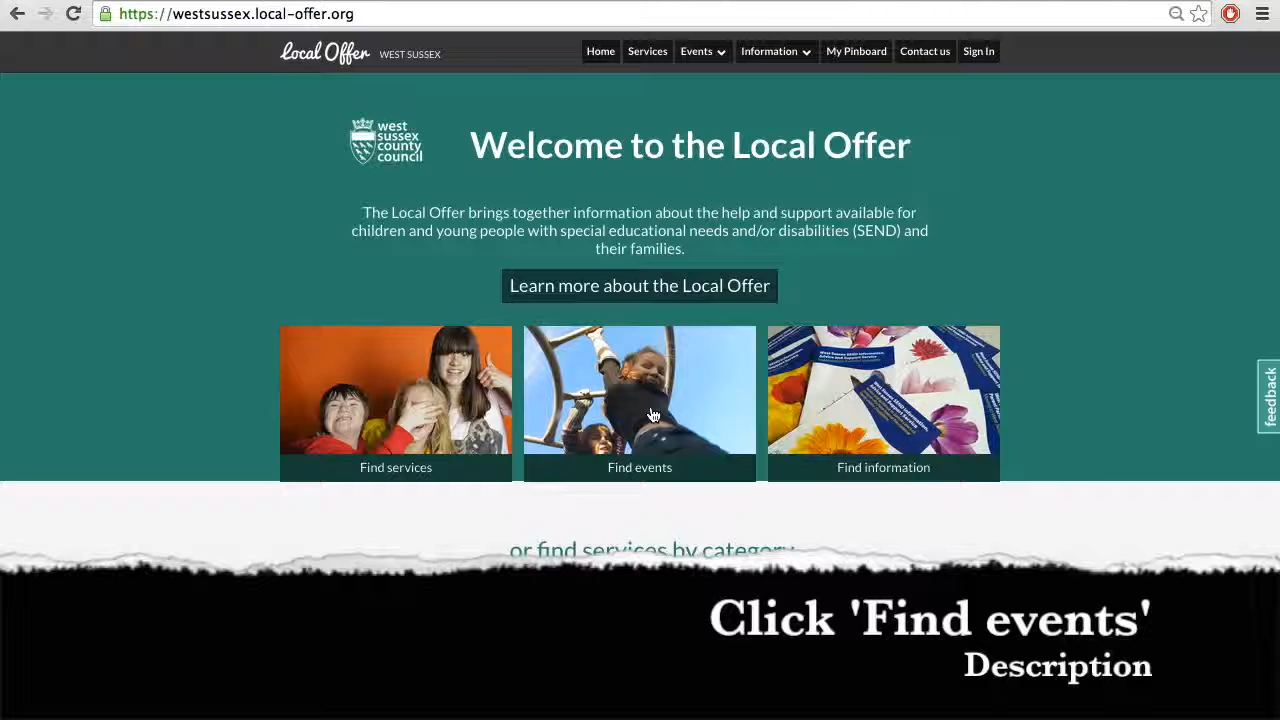 https://westsussex.local-offer.org
Local Offer WEST SUSSEX
Home Services Events Information My Pinboard Contact us Sign In
west
sussex
county
council
Welcome to the Local Offer
The Local Offer brings together information about the help and support available for
children and young people with special educational needs and/or disabilities (SEND) and
their families.
Learn more about the Local Offer
Find services
Find events
Find information
feedback
or find services by category
Click 'Find events'
Description